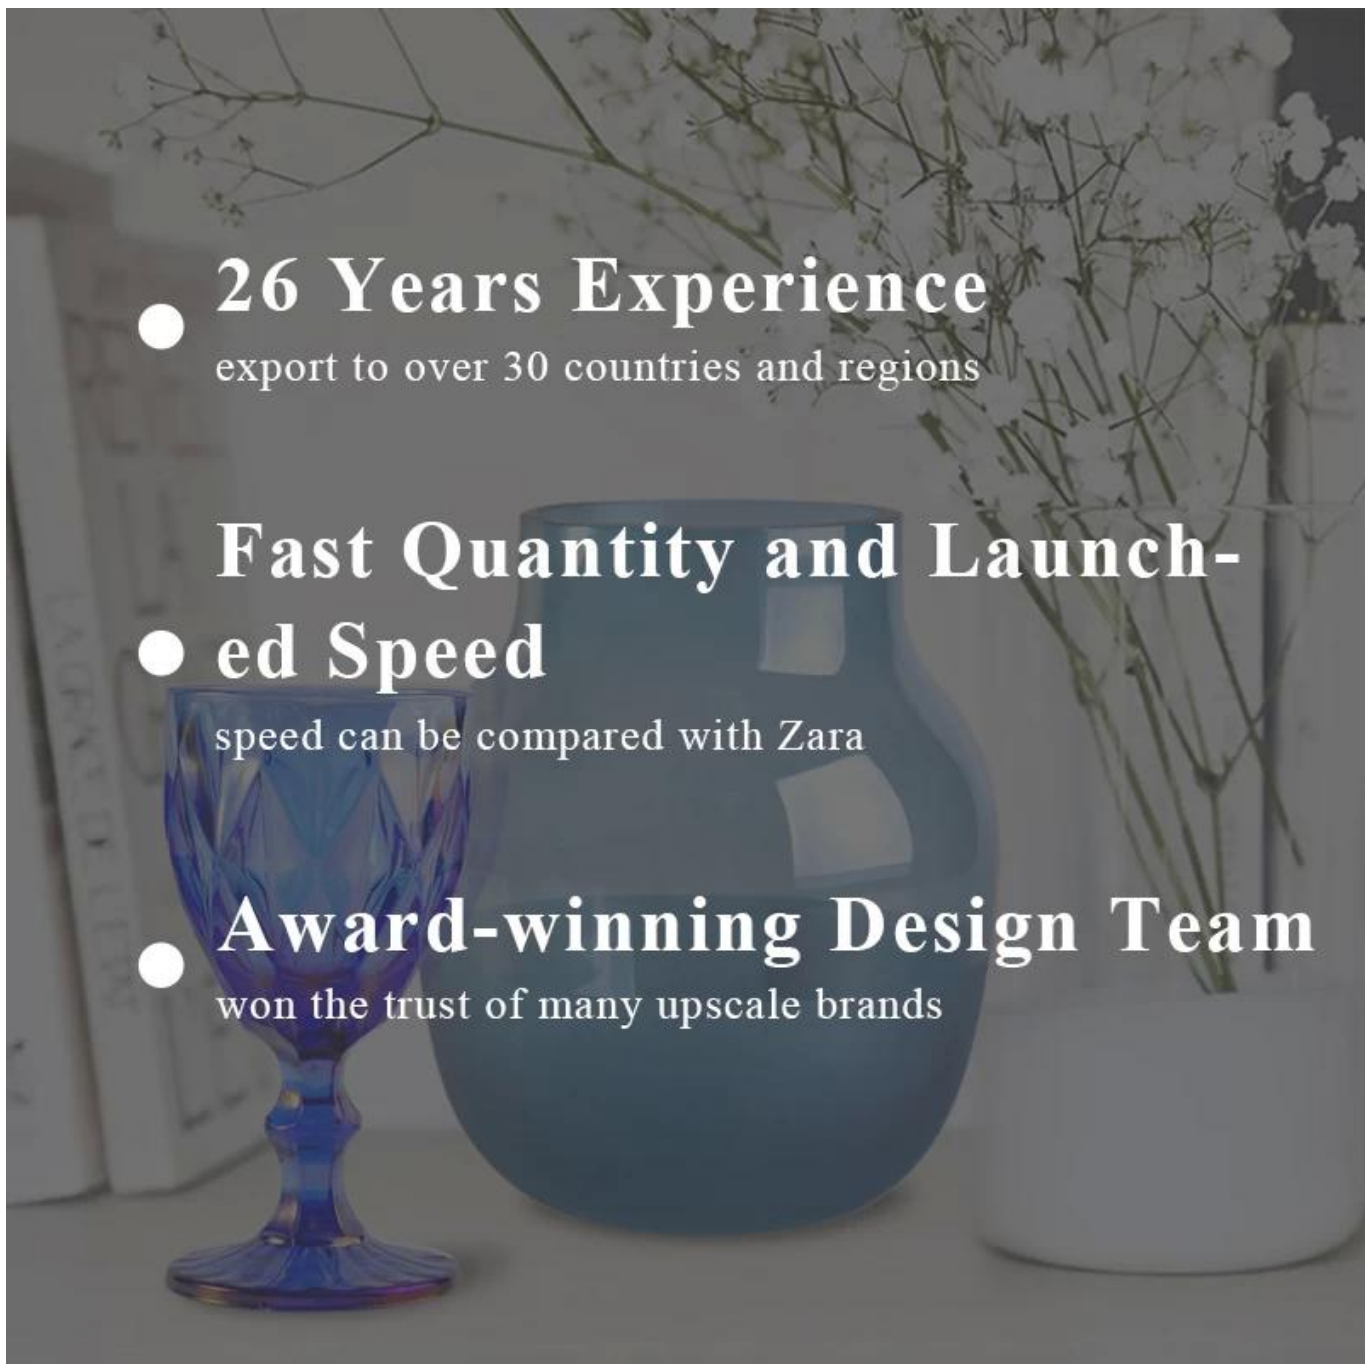 26 Years Experience
export to over 30 countries and regions
Fast Quantity and Launch-
ed Speed
speed can be compared with Zara
Award-winning Design Team
won the trust of many upscale brands